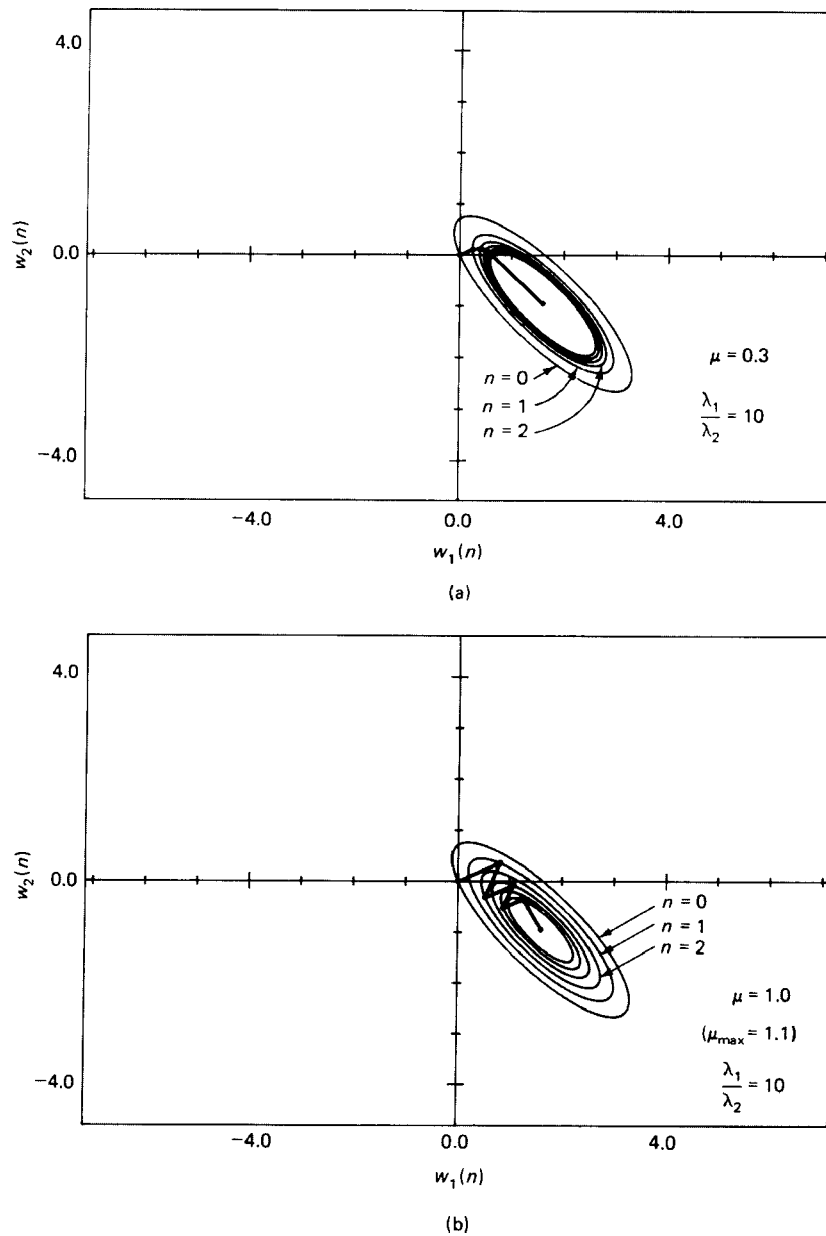 4.0
w₂(n)
0.0
n = 0
n = 1
n = 2
μ = 0.3
λ₁
λ₂
= 10
−4.0
−4.0
0.0
4.0
w₁(n)
(a)
4.0
w₂(n)
0.0
n = 0
n = 1
n = 2
μ = 1.0
(μmax = 1.1)
λ₁
λ₂
= 10
−4.0
−4.0
0.0
4.0
w₁(n)
(b)